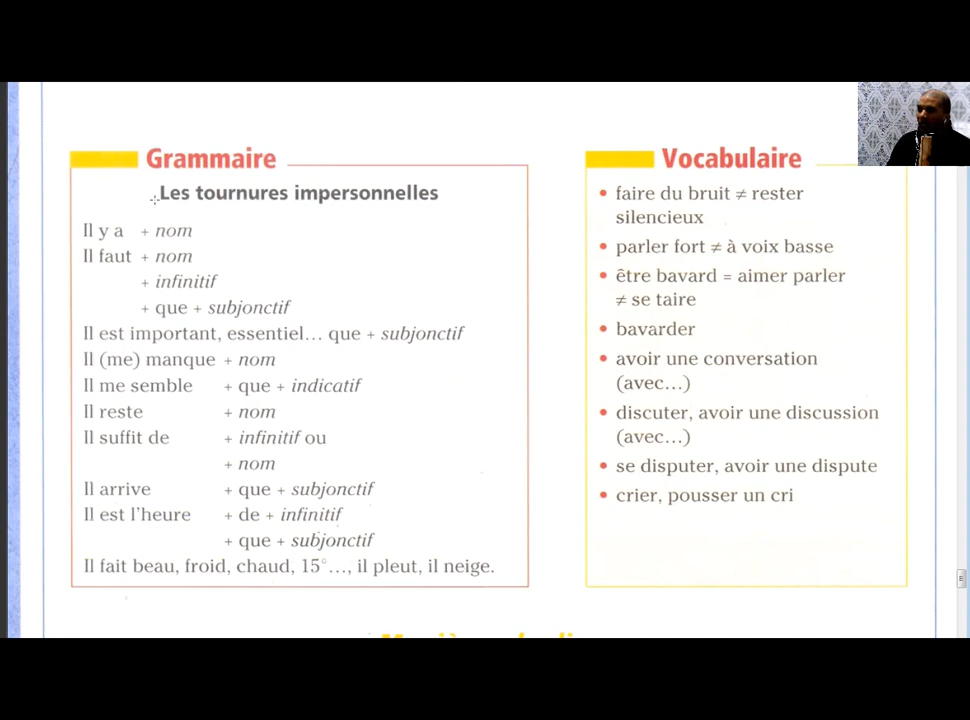 Grammaire
Les tournures impersonnelles
Il y a + nom
Il faut + nom
+ infinitif
+ que + subjonctif
Il est important, essentiel… que + subjonctif
Il (me) manque + nom
Il me semble + que + indicatif
Il reste + nom
Il suffit de + infinitif ou
+ nom
Il arrive + que + subjonctif
Il est l'heure + de + infinitif
+ que + subjonctif
Il fait beau, froid, chaud, 15°…, il pleut, il neige.
Vocabulaire
• faire du bruit ≠ rester
silencieux
• parler fort ≠ à voix basse
• être bavard = aimer parler
≠ se taire
• bavarder
• avoir une conversation
(avec…)
• discuter, avoir une discussion
(avec…)
• se disputer, avoir une dispute
• crier, pousser un cri